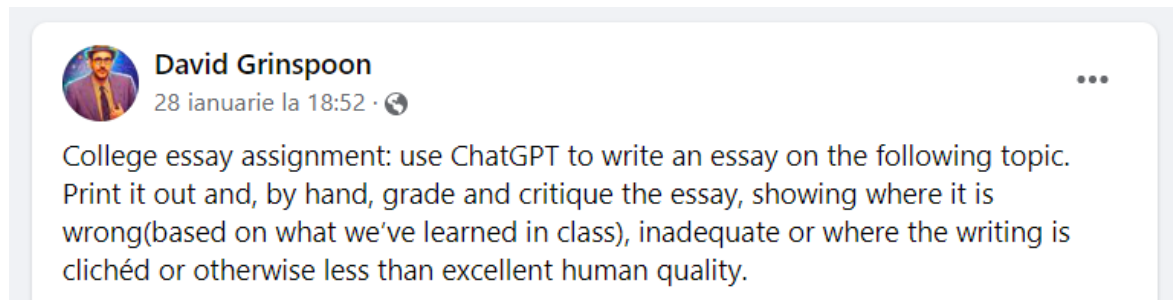 David Grinspoon
28 ianuarie la 18:52 ·
College essay assignment: use ChatGPT to write an essay on the following topic.
Print it out and, by hand, grade and critique the essay, showing where it is
wrong(based on what we’ve learned in class), inadequate or where the writing is
clichéd or otherwise less than excellent human quality.